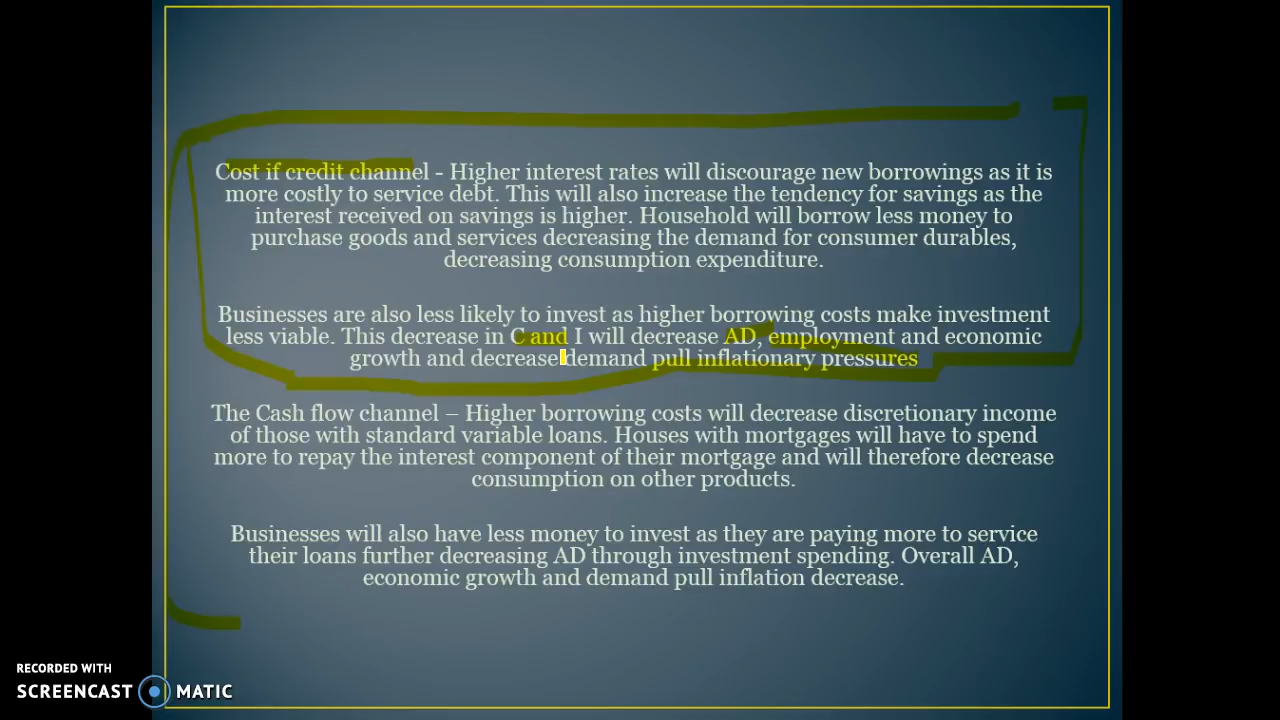 Cost if credit channel - Higher interest rates will discourage new borrowings as it is
more costly to service debt. This will also increase the tendency for savings as the
interest received on savings is higher. Household will borrow less money to
purchase goods and services decreasing the demand for consumer durables,
decreasing consumption expenditure.
Businesses are also less likely to invest as higher borrowing costs make investment
less viable. This decrease in C and I will decrease AD, employment and economic
growth and decrease demand pull inflationary pressures
The Cash flow channel – Higher borrowing costs will decrease discretionary income
of those with standard variable loans. Houses with mortgages will have to spend
more to repay the interest component of their mortgage and will therefore decrease
consumption on other products.
Businesses will also have less money to invest as they are paying more to service
their loans further decreasing AD through investment spending. Overall AD,
economic growth and demand pull inflation decrease.
RECORDED WITH
SCREENCAST MATIC